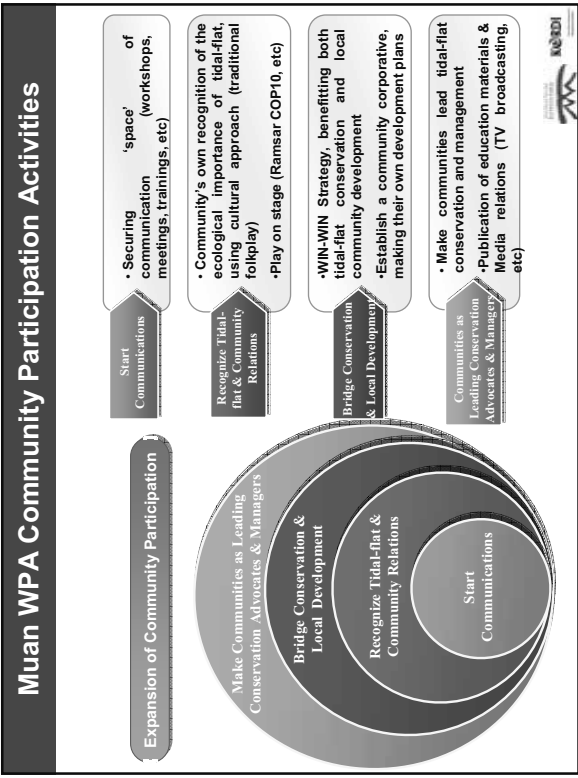 Muan WPA Community Participation Activities
Expansion of Community Participation
Make Communities as Leading
Conservation Advocates & Managers
Bridge Conservation &
Local Development
Recognize Tidal-flat &
Community Relations
Start
Communications
Start
Communications
• Securing 'space' of
communication (workshops,
meetings, trainings, etc)
Recognize Tidal-
flat & Community
Relations
• Community's own recognition of the
ecological importance of tidal-flat,
using cultural approach (traditional
folkplay)
•Play on stage (Ramsar COP10, etc)
Bridge Conservation
& Local Development
•WIN-WIN Strategy, benefitting both
tidal-flat conservation and local
community development
•Establish a community corporative,
making their own development plans
Communities as
Leading Conservation
Advocates & Managers
• Make communities lead tidal-flat
conservation and management
•Publication of education materials &
Media relations (TV broadcasting,
etc)
KORDI